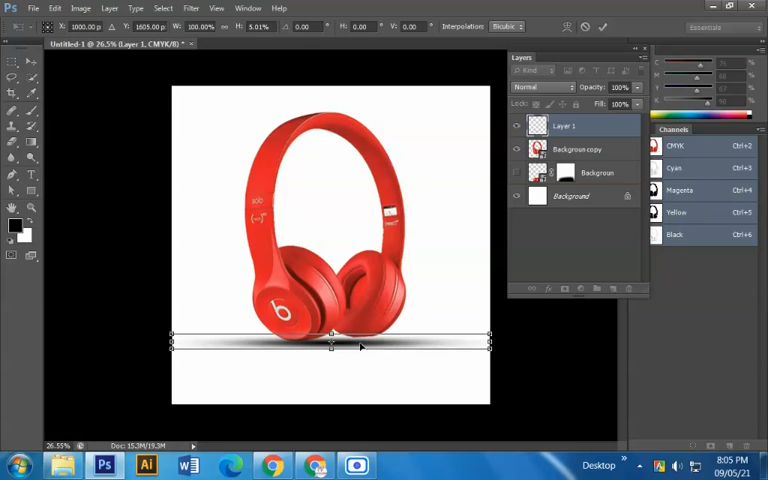 Ps File Edit Image Layer Type Select Filter View Window Help
X: 1000.00 p Y: 1605.00 px W: 100.00% H: 5.01% 0.00 H: 0.00 V: 0.00 Interpolation: Bicubic Essentials
Untitled-1 @ 26.5% (Layer 1, CMYK/8) * ×
Layers
Kind
Normal Opacity: 100%
Lock: Fill: 100%
Layer 1
Backgroun copy
Backgroun
Background
C
M
Y
K
%
%
%
%
Channels
CMYK Ctrl+2
Cyan Ctrl+3
Magenta Ctrl+4
Yellow Ctrl+5
Black Ctrl+6
solo
b
26.55% Doc: 15.3M/19.3M
Ps Ai W Desktop » 8:05 PM
09/05/21